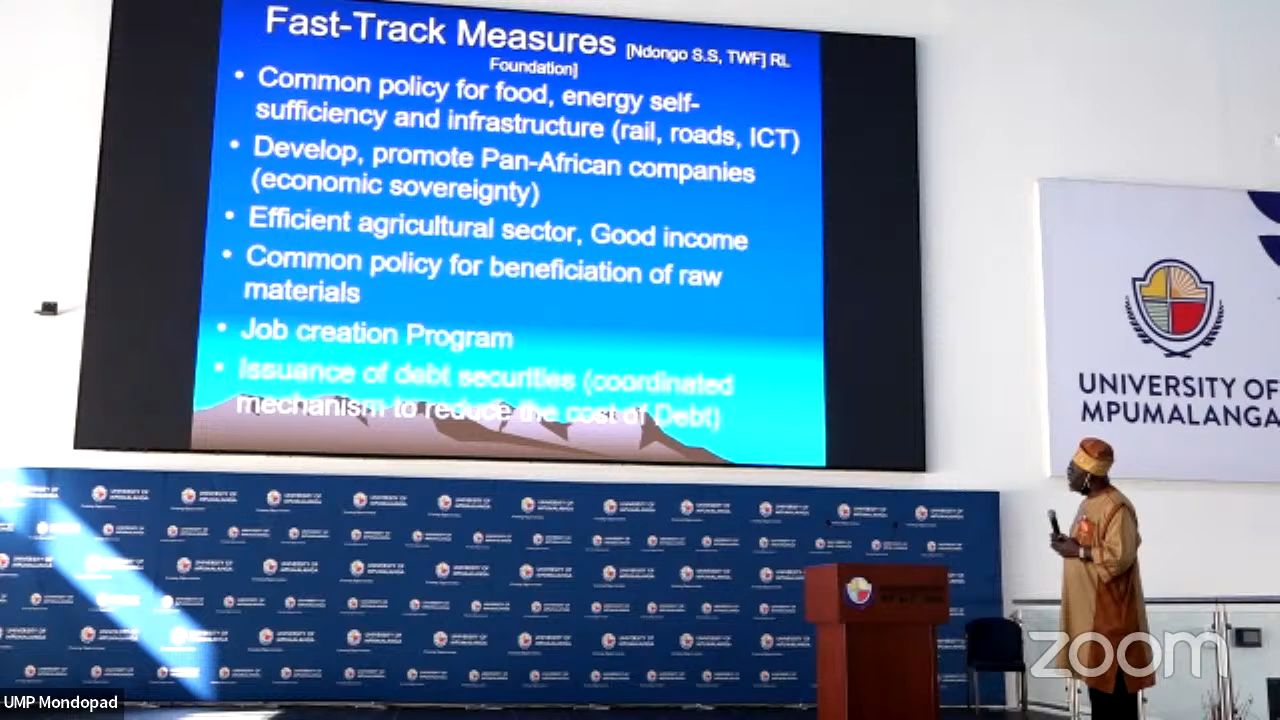 Fast-Track Measures [Ndongo S.S, TWF] RL
Foundation]
• Common policy for food, energy self-
sufficiency and infrastructure (rail, roads, ICT)
• Develop, promote Pan-African companies
(economic sovereignty)
• Efficient agricultural sector, Good income
• Common policy for beneficiation of raw
materials
• Job creation Program
• Issuance of debt securities (coordinated
mechanism to reduce the cost of Debt)
UNIVERSITY OF
MPUMALANGA
zoom
UMP Mondopad